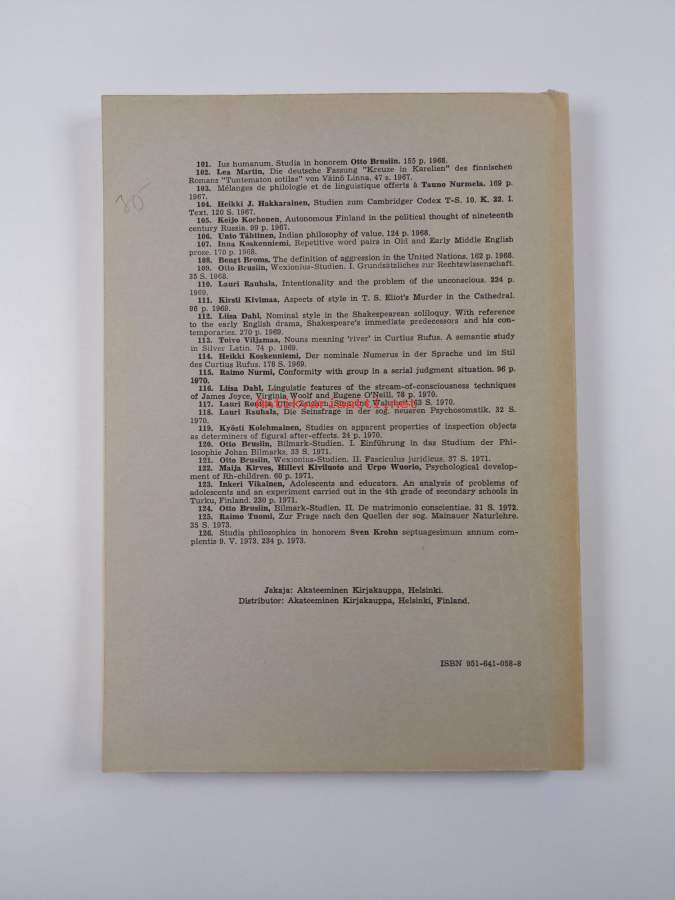 101. Ius humanum. Studia in honorem Otto Brusiin. 155 p. 1966.
102. Lea Martin, Die deutsche Fassung "Kreuze in Karelien" des finnischen
Romans "Tuntematon sotilas" von Väinö Linna. 47 s. 1967.
103. Mélanges de philologie et de linguistique offerts à Tauno Nurmela. 169 p.
1967.
104. Heikki J. Hakkarainen, Studien zum Cambridger Codex T-S. 10. K. 22. I.
Text. 120 S. 1967.
105. Keijo Korhonen, Autonomous Finland in the political thought of nineteenth
century Russia. 99 p. 1967.
106. Unto Tähtinen, Indian philosophy of value. 124 p. 1968.
107. Inna Koskenniemi, Repetitive word pairs in Old and Early Middle English
prose. 170 p. 1968.
108. Bengt Broms, The definition of aggression in the United Nations. 162 p. 1968.
109. Otto Brusiin, Wexionius-Studien. I. Grundsätzliches zur Rechtswissenschaft.
35 S. 1968.
110. Lauri Rauhala, Intentionality and the problem of the unconscious. 224 p.
1969.
111. Kirsti Kivimaa, Aspects of style in T. S. Eliot's Murder in the Cathedral.
96 p. 1969.
112. Liisa Dahl, Nominal style in the Shakespearean soliloquy. With reference
to the early English drama, Shakespeare's immediate predecessors and his con-
temporaries. 270 p. 1969.
113. Toivo Viljamaa, Nouns meaning 'river' in Curtius Rufus. A semantic study
in Silver Latin. 74 p. 1969.
114. Heikki Koskenniemi, Der nominale Numerus in der Sprache und im Stil
des Curtius Rufus. 178 S. 1969.
115. Raimo Nurmi, Conformity with group in a serial judgment situation. 96 p.
1970.
116. Liisa Dahl, Linguistic features of the stream-of-consciousness techniques
of James Joyce, Virginia Woolf and Eugene O'Neill. 78 p. 1970.
117. Lauri 63 S. 1970.
118. Lauri Rauhala, Die Seinsfrage in der sog. neueren Psychosomatik. 32 S.
1970.
119. Kyösti Kolehmainen, Studies on apparent properties of inspection objects
as determiners of figural after-effects. 24 p. 1970.
120. Otto Brusiin, Bilmark-Studien. I. Einführung in das Studium der Phi-
losophie Johan Bilmarks. 33 S. 1971.
121. Otto Brusiin, Wexionius-Studien. II. Fasciculus juridicus. 37 S. 1971.
122. Maija Kirves, Hillevi Kiviluoto and Urpo Wuorio, Psychological develop-
ment of Rh-children. 60 p. 1971.
123. Inkeri Vikainen, Adolescents and educators. An analysis of problems of
adolescents and an experiment carried out in the 4th grade of secondary schools in
Turku, Finland. 230 p. 1971.
124. Otto Brusiin, Bilmark-Studien. II. De matrimonio conscientiae. 31 S. 1972.
125. Raimo Tuomi, Zur Frage nach den Quellen der sog. Mainauer Naturlehre.
35 S. 1973.
126. Studia philosophica in honorem Sven Krohn septuagesimum annum com-
plentis 9. V. 1973. 234 p. 1973.
Jakaja: Akateeminen Kirjakauppa, Helsinki.
Distributor: Akateeminen Kirjakauppa, Helsinki, Finland.
ISBN 951-641-058-8